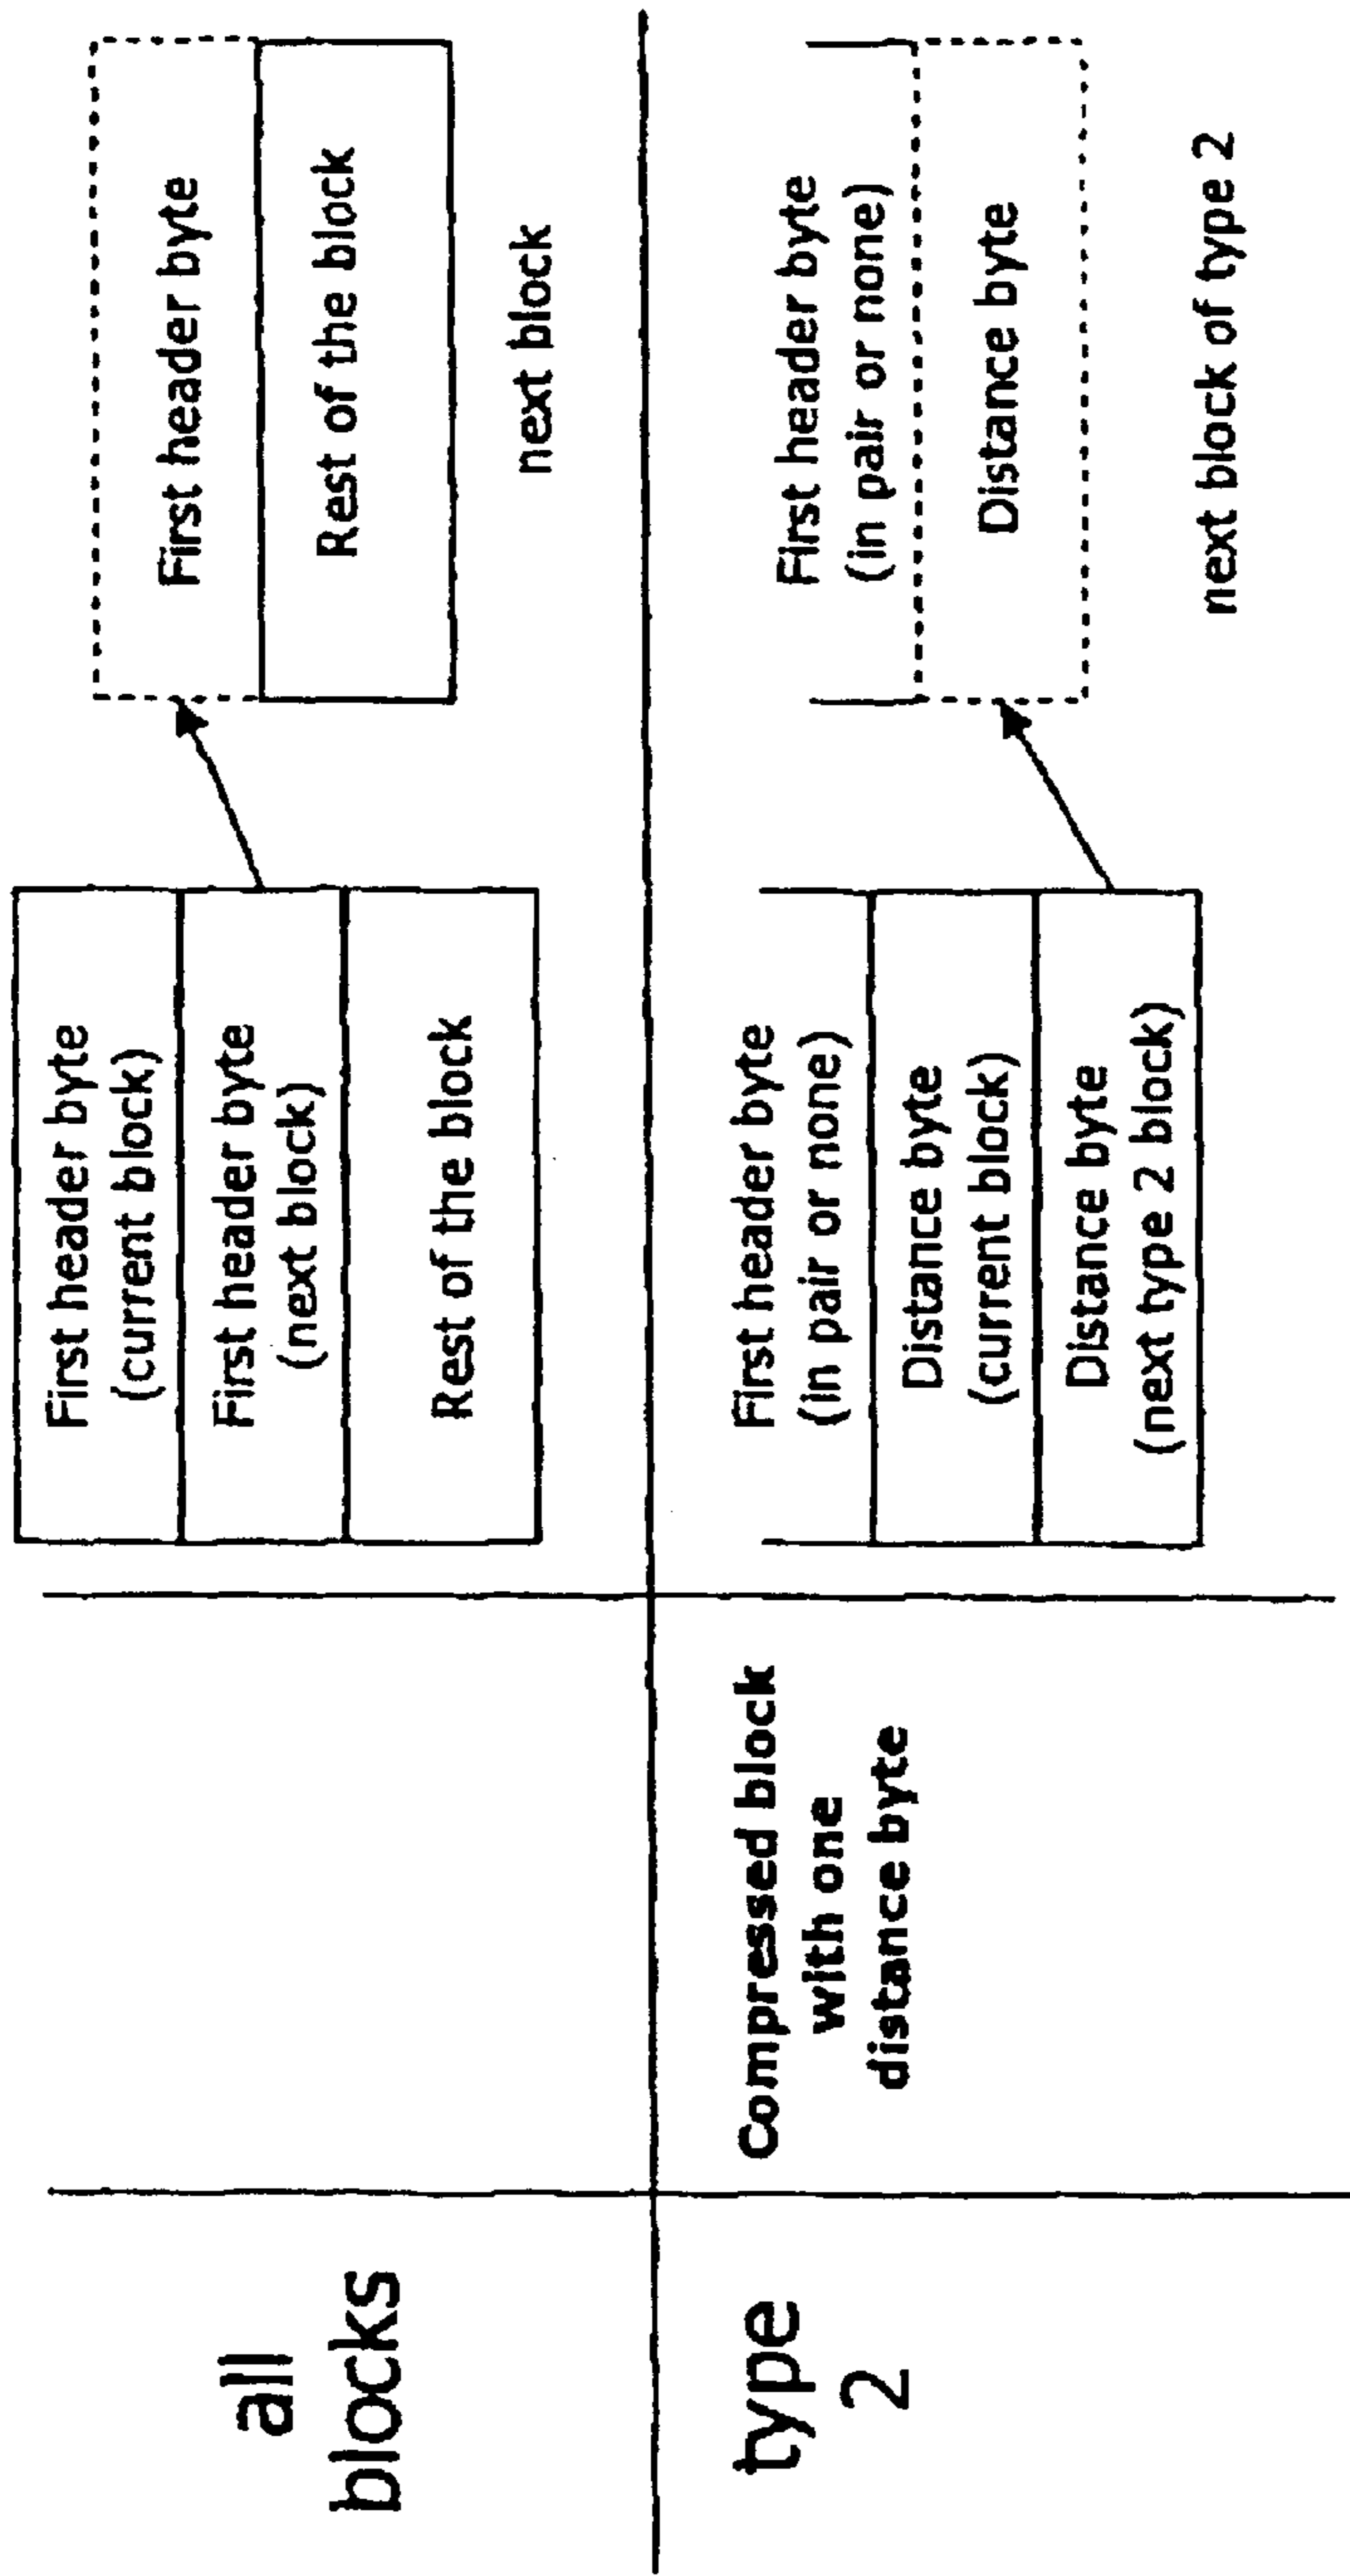 all
blocks
First header byte
(current block)
First header byte
(next block)
Rest of the block
First header byte
Rest of the block
next block
type
2
Compressed block
with one
distance byte
First header byte
(in pair or none)
Distance byte
(current block)
Distance byte
(next type 2 block)
First header byte
(in pair or none)
Distance byte
next block of type 2